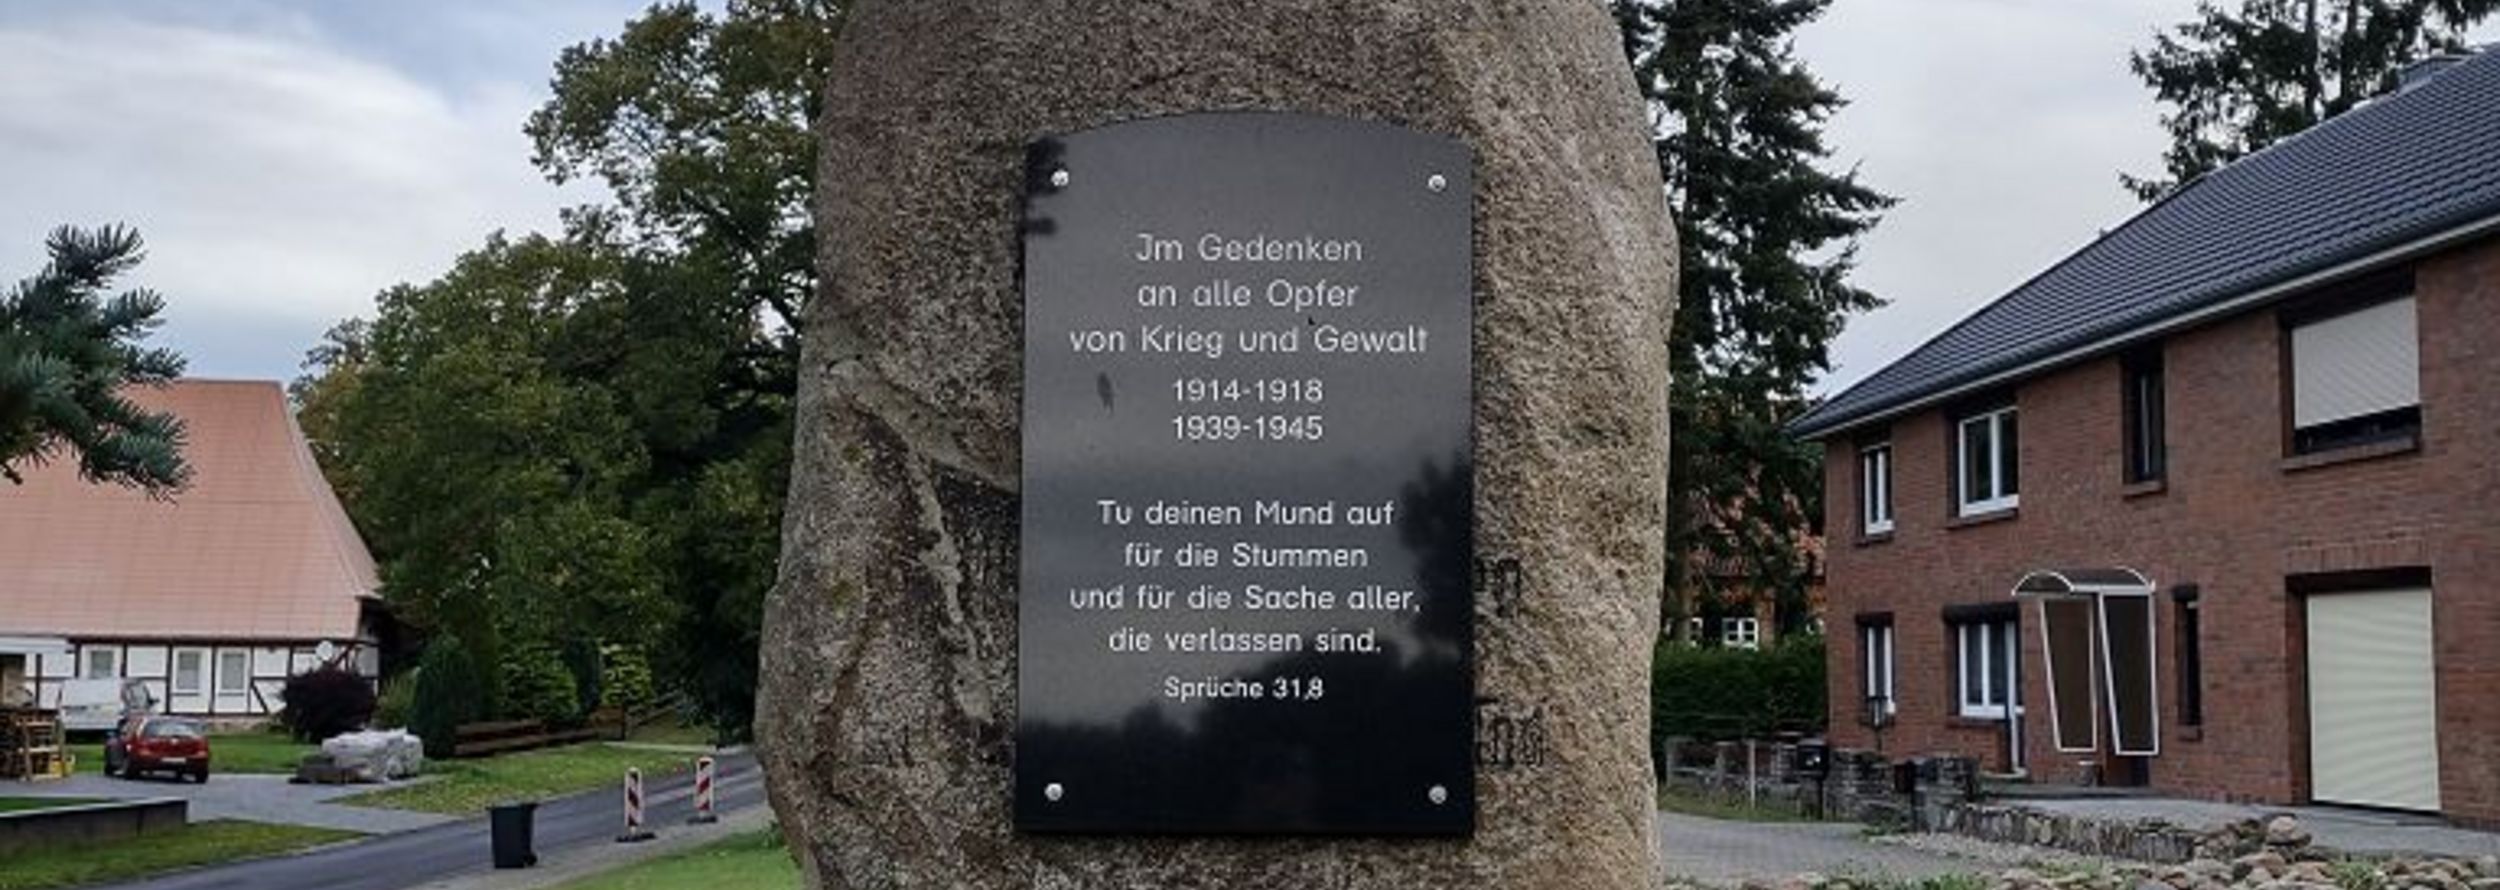 Jm Gedenken
an alle Opfer
von Krieg und Gewalt
1914-1918
1939-1945
Tu deinen Mund auf
für die Stummen
und für die Sache aller,
die verlassen sind.
Sprüche 31,8